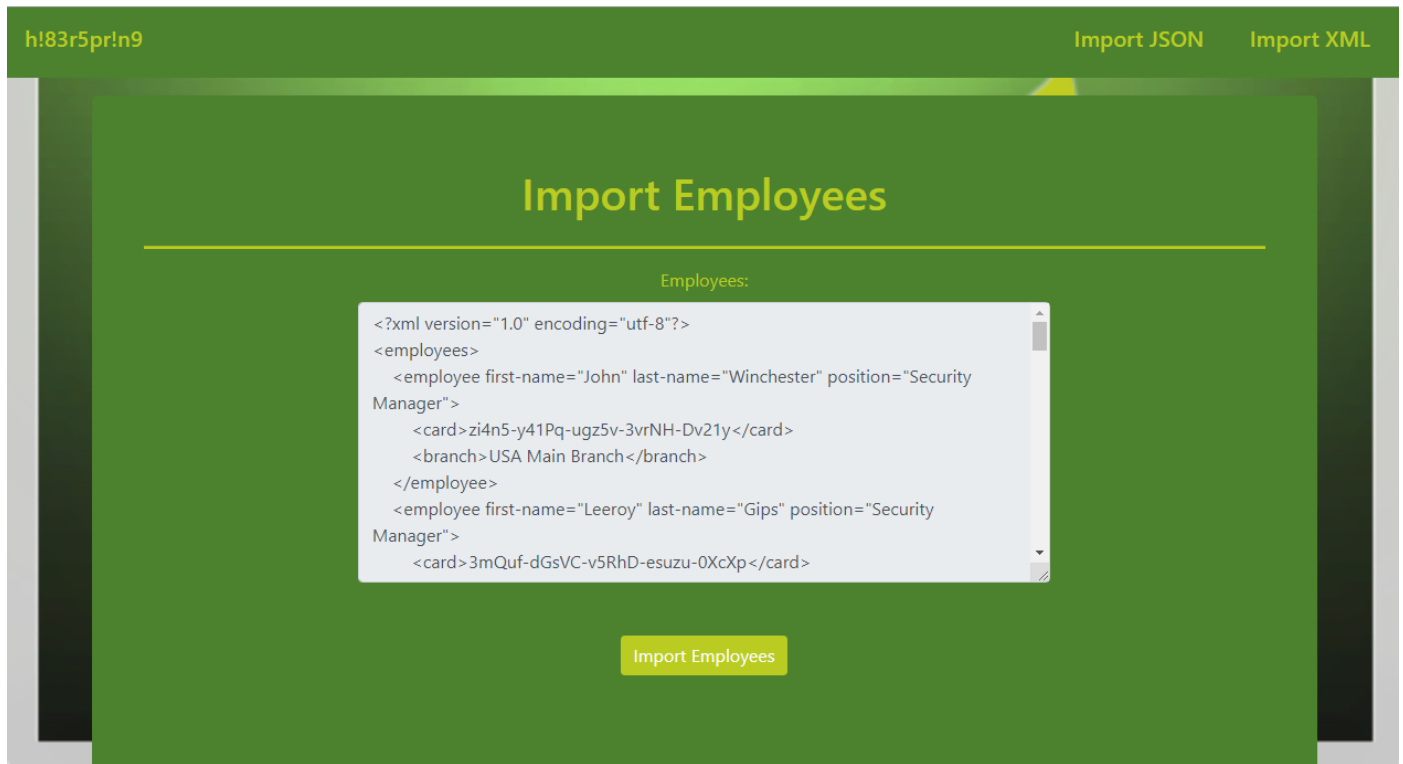 h!83r5pr!n9
Import JSON
Import XML
Import Employees
Employees:
<?xml version="1.0" encoding="utf-8"?>
<employees>
<employee first-name="John" last-name="Winchester" position="Security
Manager">
<card>zi4n5-y41Pq-ugz5v-3vrNH-Dv21y</card>
<branch>USA Main Branch</branch>
</employee>
<employee first-name="Leeroy" last-name="Gips" position="Security
Manager">
<card>3mQuf-dGsVC-v5RhD-esuzu-0XcXp</card>
Import Employees